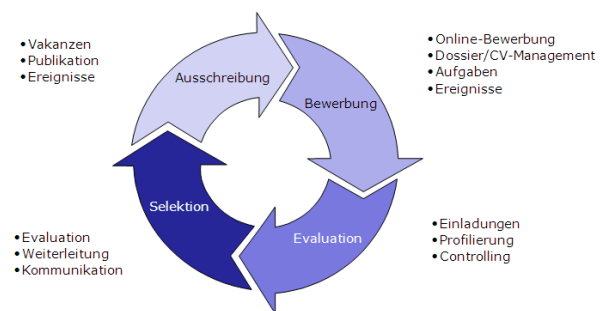 •Vakanzen
•Publikation
•Ereignisse
Ausschreibung
•Online-Bewerbung
•Dossier/CV-Management
•Aufgaben
•Ereignisse
Bewerbung
Selektion
Evaluation
•Evaluation
•Weiterleitung
•Kommunikation
•Einladungen
•Profilierung
•Controlling